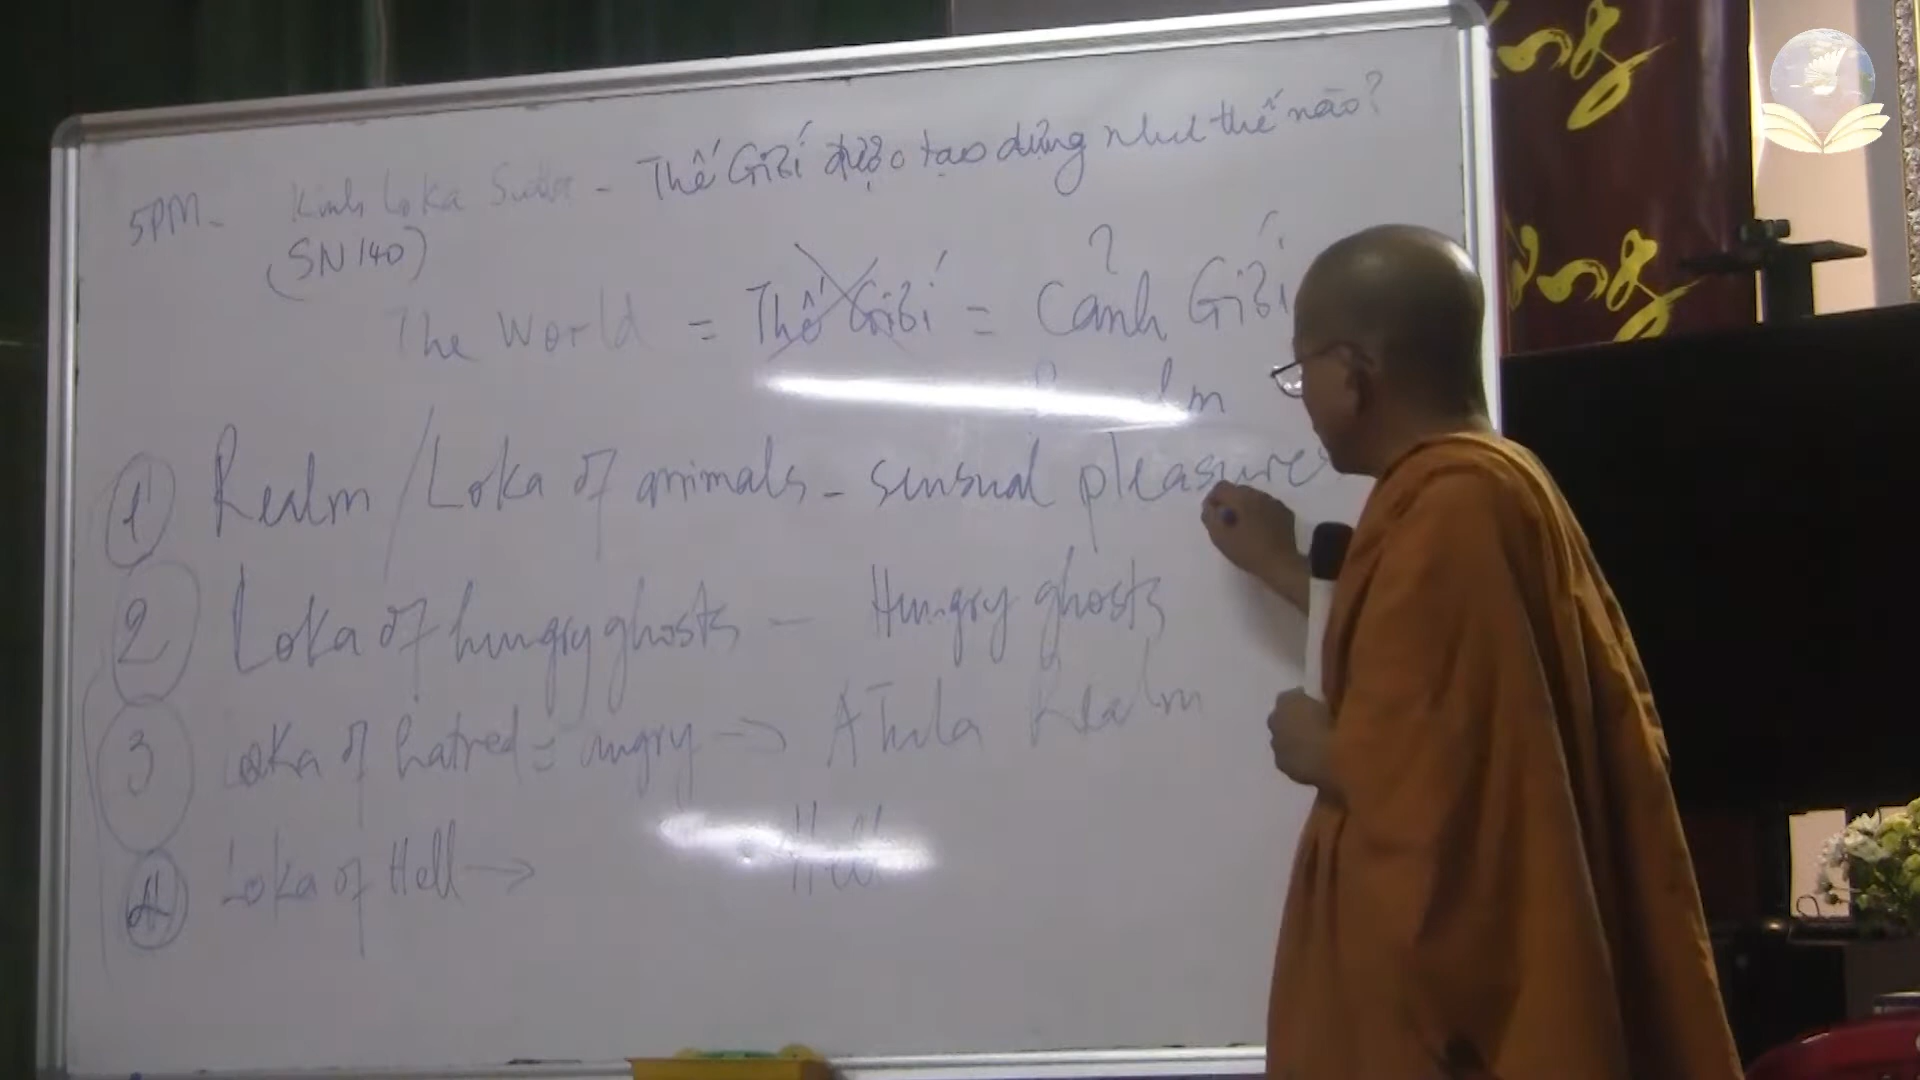 5PM - Kinh Loka Sutta - Thế Giới được tạo dựng như thế nào?
(SN 140)
The World = Thế Giới = Cảnh Giới
Realm
1 Realm / Loka of animals - sensual pleasure
2 Loka of hungry ghosts - Hungry ghosts
3 Loka of hatred = angry → A Tula Realm
4 Loka of Hell → Hell